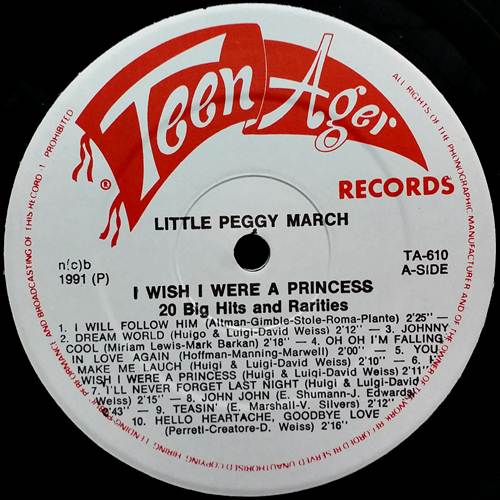 Teen Ager
®
RECORDS
LITTLE PEGGY MARCH
n(c)b
1991 (P)
TA-610
A-SIDE
I WISH I WERE A PRINCESS
20 Big Hits and Rarities
1. I WILL FOLLOW HIM (Altman-Gimble-Stole-Roma-Plante) 2'25" —
2. DREAM WORLD (Huigo & Luigi-David Weiss) 2'12" — 3. JOHNNY
COOL (Miriam Lewis-Mark Barkan) 2'18" — 4. OH OH I'M FALLING
IN LOVE AGAIN (Hoffman-Manning-Marwell) 2'00" — 5. YOU
MAKE ME LAUCH (Hugi & Luigi-David Weiss) 2'10" — 6. I
WISH I WERE A PRINCESS (Hugi & Luigi-David Weiss) 2'11"
— 7. I'LL NEVER FORGET LAST NIGHT (Hugi & Luigi-David
Weiss) 2'15" — 8. JOHN JOHN (E. Shumann-J. Edwards)
2'43" — 9. TEASIN' (E. Marshall-V. Silvers) 2'12" —
10. HELLO HEARTACHE, GOODBYE LOVE
(Perreti-Creatore-D. Weiss) 2'16"
ALL RIGHTS OF THE PHONOGRAPHIC MANUFACTURER AND OF THE OWNER OF THE WORK RECORDED RESERVED UNAUTHORISED COPYING HIRING LENDING PERFORMANCE AND BROADCASTING OF THIS RECORD PROHIBITED